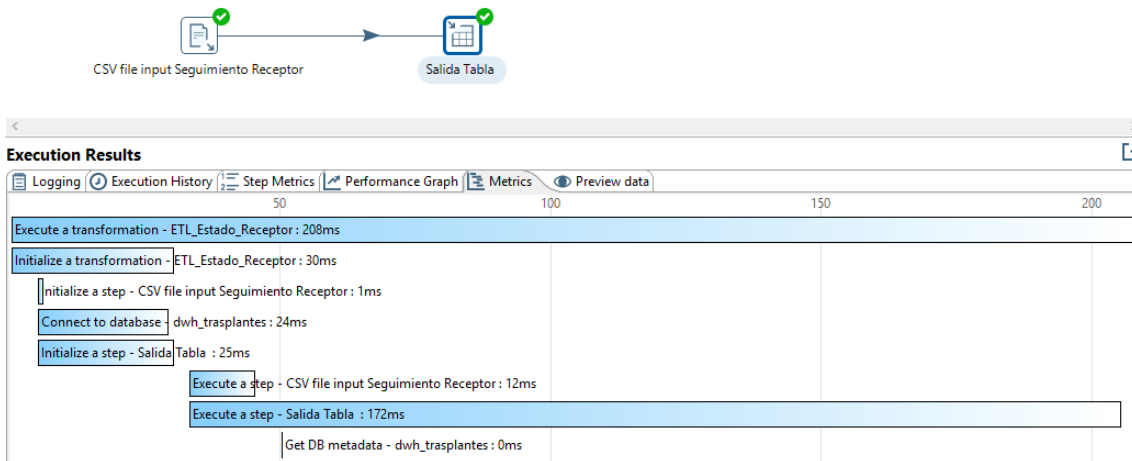 CSV file input Seguimiento Receptor
Salida Tabla
Execution Results
Logging Execution History Step Metrics Performance Graph Metrics Preview data
50 100 150 200
Execute a transformation - ETL_Estado_Receptor : 208ms
Initialize a transformation - ETL_Estado_Receptor : 30ms
nitialize a step - CSV file input Seguimiento Receptor : 1ms
Connect to database - dwh_trasplantes : 24ms
Initialize a step - Salida Tabla : 25ms
Execute a step - CSV file input Seguimiento Receptor : 12ms
Execute a step - Salida Tabla : 172ms
Get DB metadata - dwh_trasplantes : 0ms